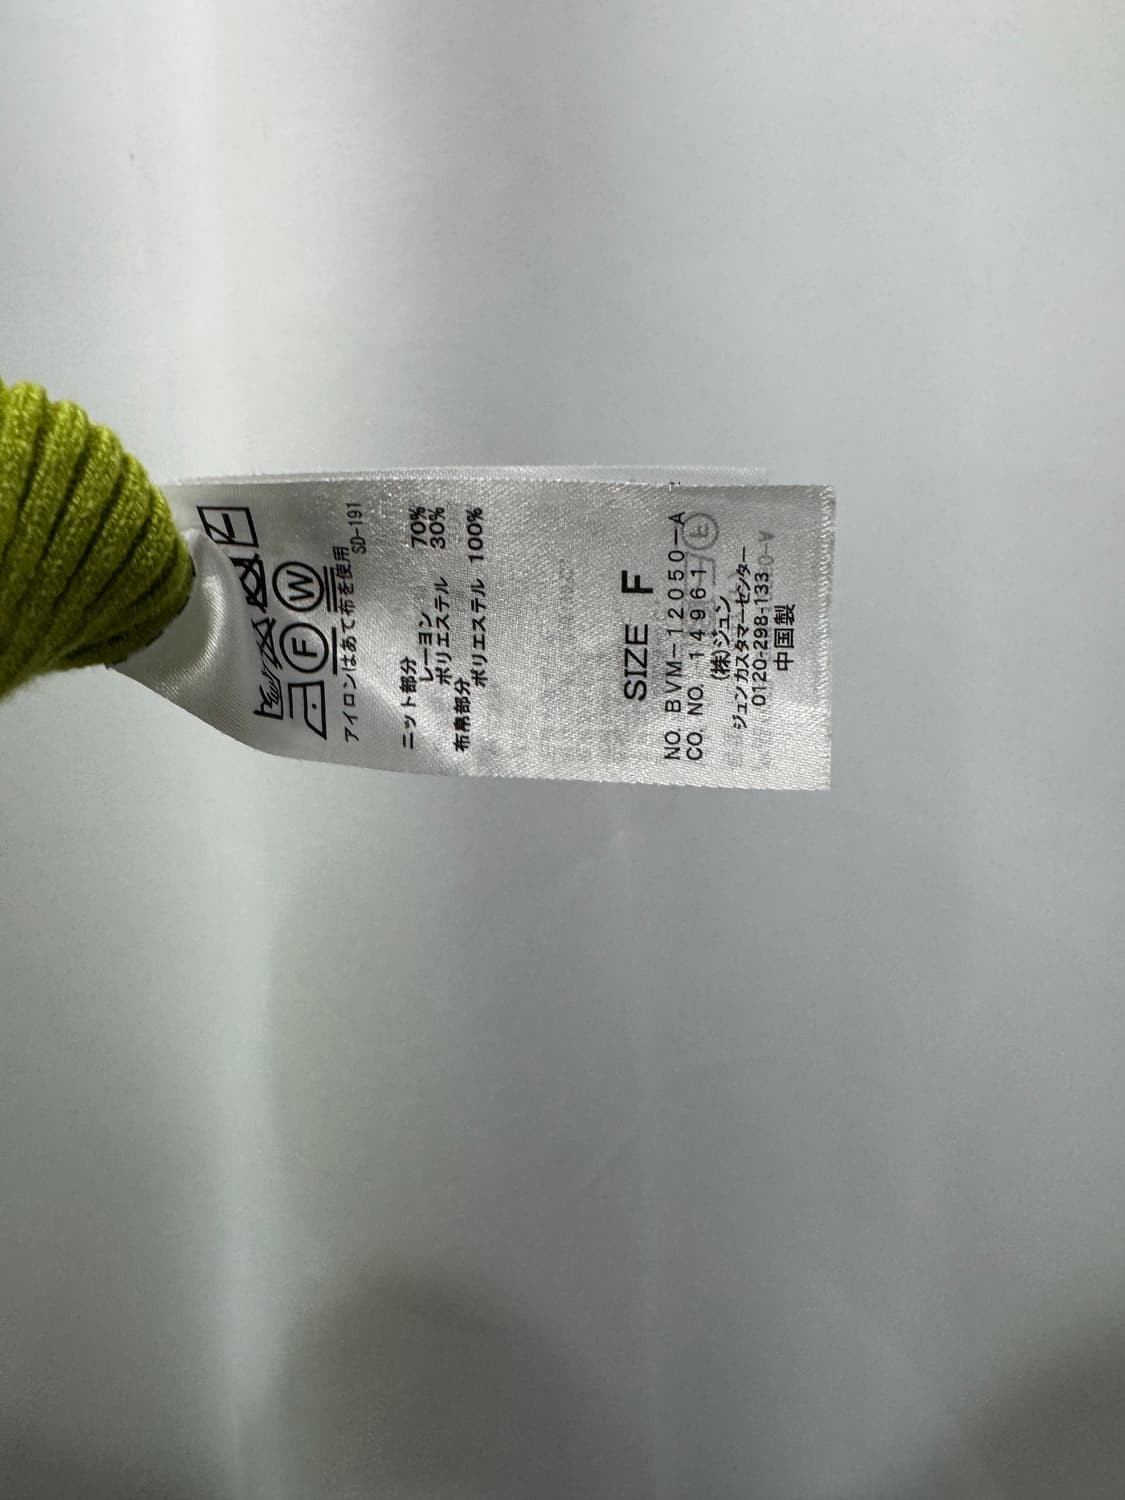 F W
アイロンはあて布を使用
SD-191
ニット部分
レーヨン 70%
ポリエステル 30%
布帛部分
ポリエステル 100%
SIZE F
NO. BVM-12050-A
CO. NO. 14961 E
(株)ジュン
ジュンカスタマーセンター
0120-298-133
中国製